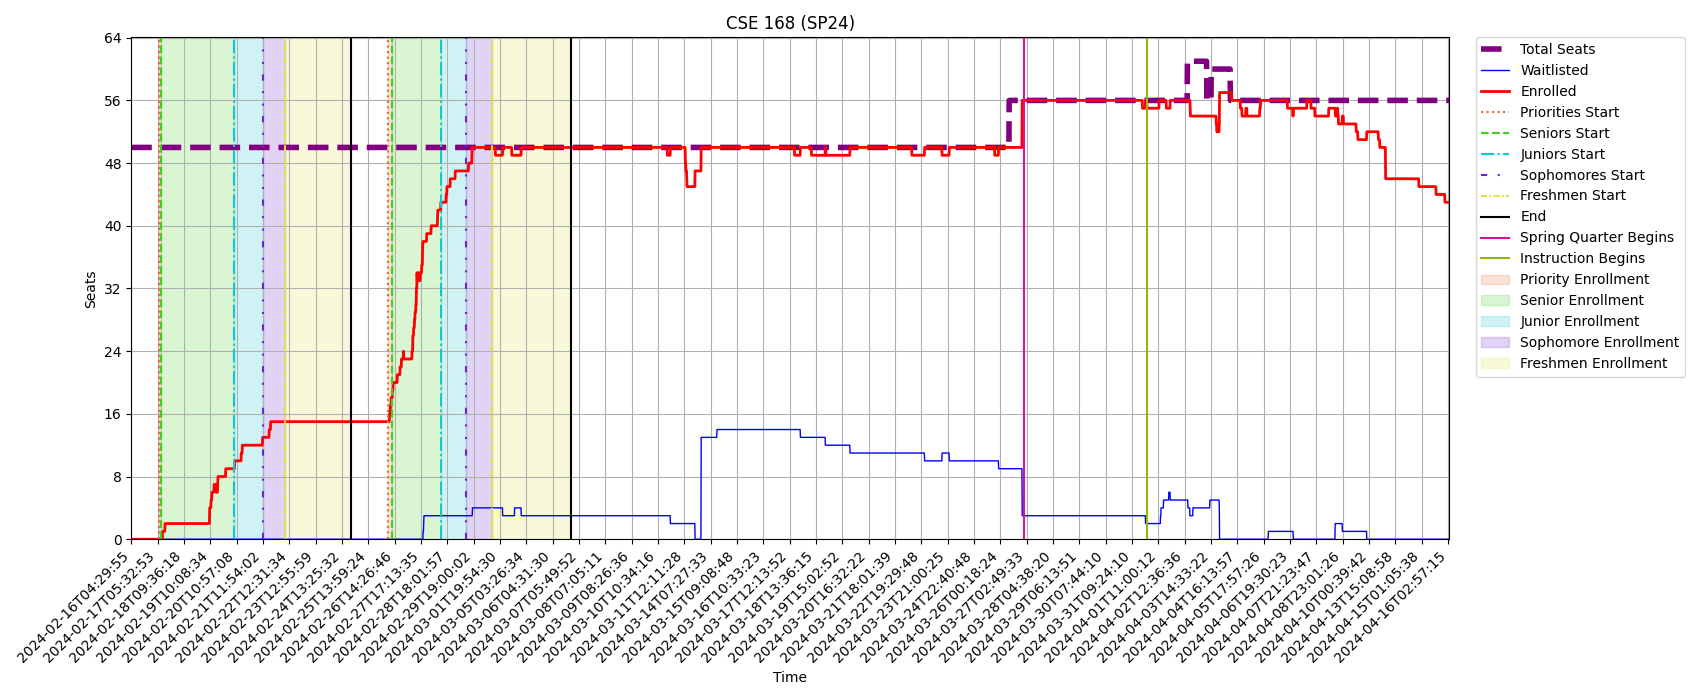 CSE 168 (SP24)
64
56
48
40
32
24
16
8
0
Seats
2024-02-16T04:29:55
2024-02-17T05:32:53
2024-02-18T09:36:18
2024-02-19T10:08:34
2024-02-20T10:57:08
2024-02-21T11:54:02
2024-02-22T12:31:34
2024-02-23T12:55:59
2024-02-24T13:25:32
2024-02-25T13:59:24
2024-02-26T14:26:46
2024-02-27T17:13:35
2024-02-28T18:01:57
2024-02-29T19:00:02
2024-03-01T19:54:30
2024-03-05T03:26:34
2024-03-06T04:31:30
2024-03-07T05:49:52
2024-03-08T07:05:11
2024-03-09T08:26:36
2024-03-10T10:34:16
2024-03-11T12:11:28
2024-03-14T07:27:33
2024-03-15T09:08:48
2024-03-16T10:33:23
2024-03-17T12:13:52
2024-03-18T13:36:15
2024-03-19T15:02:52
2024-03-20T16:32:22
2024-03-21T18:01:39
2024-03-22T19:29:48
2024-03-23T21:00:25
2024-03-24T22:40:48
2024-03-26T00:18:24
2024-03-27T02:49:33
2024-03-28T04:38:20
2024-03-29T06:13:51
2024-03-30T07:44:10
2024-03-31T09:24:10
2024-04-01T11:00:12
2024-04-02T12:36:36
2024-04-03T14:33:22
2024-04-04T16:13:57
2024-04-05T17:57:26
2024-04-06T19:30:23
2024-04-07T21:23:47
2024-04-08T23:01:26
2024-04-10T00:39:42
2024-04-13T15:08:58
2024-04-15T01:05:38
2024-04-16T02:57:15
Time
Total Seats
Waitlisted
Enrolled
Priorities Start
Seniors Start
Juniors Start
Sophomores Start
Freshmen Start
End
Spring Quarter Begins
Instruction Begins
Priority Enrollment
Senior Enrollment
Junior Enrollment
Sophomore Enrollment
Freshmen Enrollment